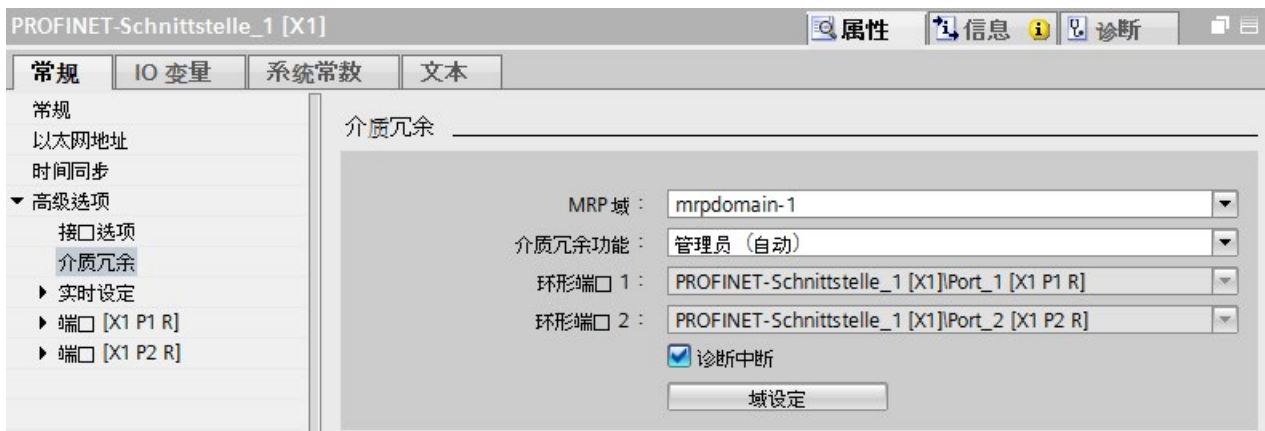 PROFINET-Schnittstelle_1 [X1]
属性
信息
诊断
常规
IO 变量
系统常数
文本
常规
以太网地址
时间同步
高级选项
接口选项
介质冗余
实时设定
端口 [X1 P1 R]
端口 [X1 P2 R]
介质冗余
MRP 域：
mrpdomain-1
介质冗余功能：
管理员（自动）
环形端口 1：
PROFINET-Schnittstelle_1 [X1]\Port_1 [X1 P1 R]
环形端口 2：
PROFINET-Schnittstelle_1 [X1]\Port_2 [X1 P2 R]
诊断中断
域设定